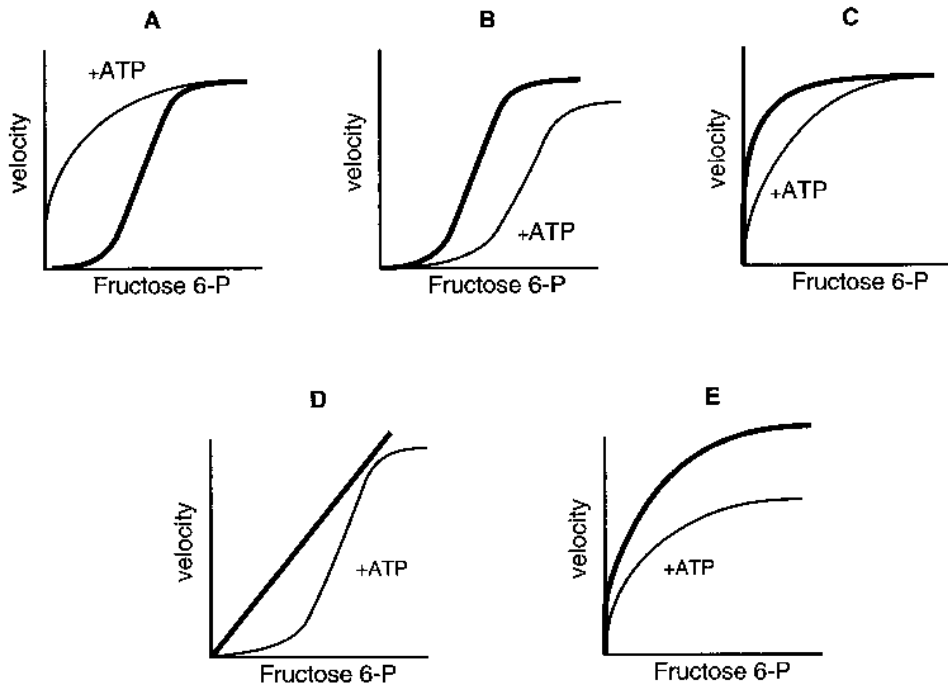 A
+ATP
velocity
Fructose 6-P
B
velocity
+ATP
Fructose 6-P
C
velocity
+ATP
Fructose 6-P
D
velocity
+ATP
Fructose 6-P
E
velocity
+ATP
Fructose 6-P